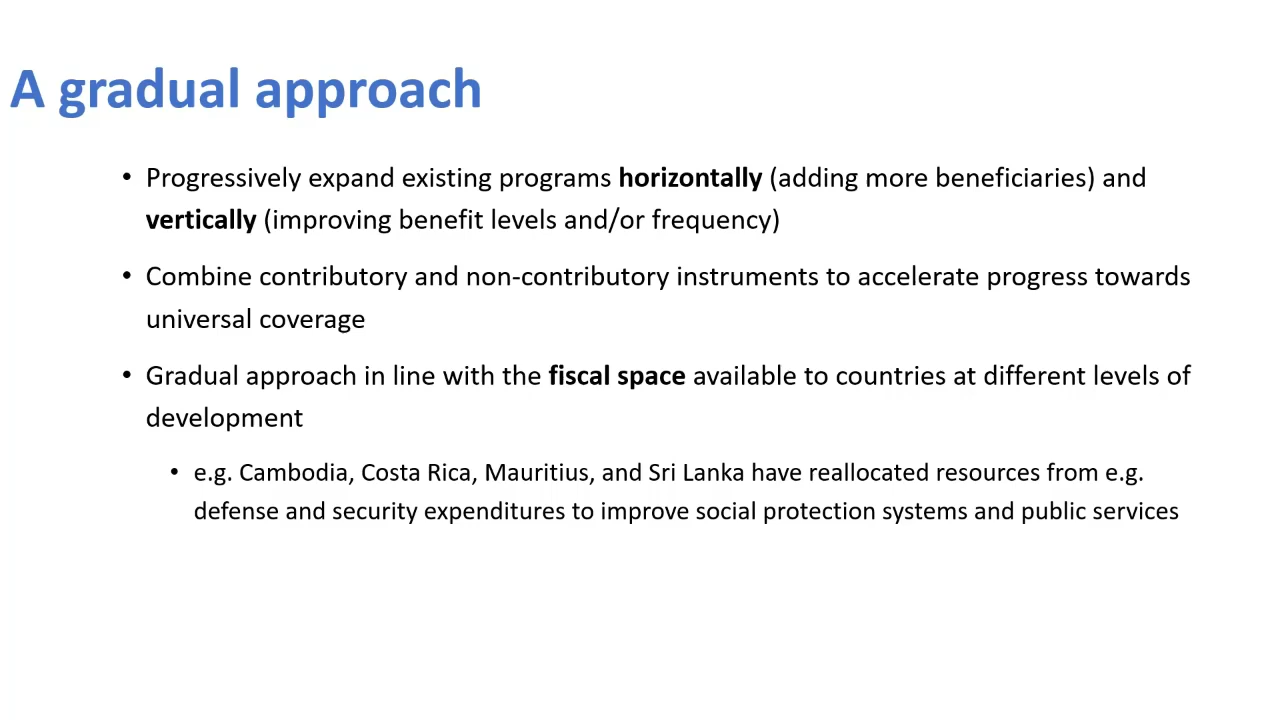 A gradual approach
• Progressively expand existing programs horizontally (adding more beneficiaries) and
vertically (improving benefit levels and/or frequency)
• Combine contributory and non-contributory instruments to accelerate progress towards
universal coverage
• Gradual approach in line with the fiscal space available to countries at different levels of
development
• e.g. Cambodia, Costa Rica, Mauritius, and Sri Lanka have reallocated resources from e.g.
defense and security expenditures to improve social protection systems and public services